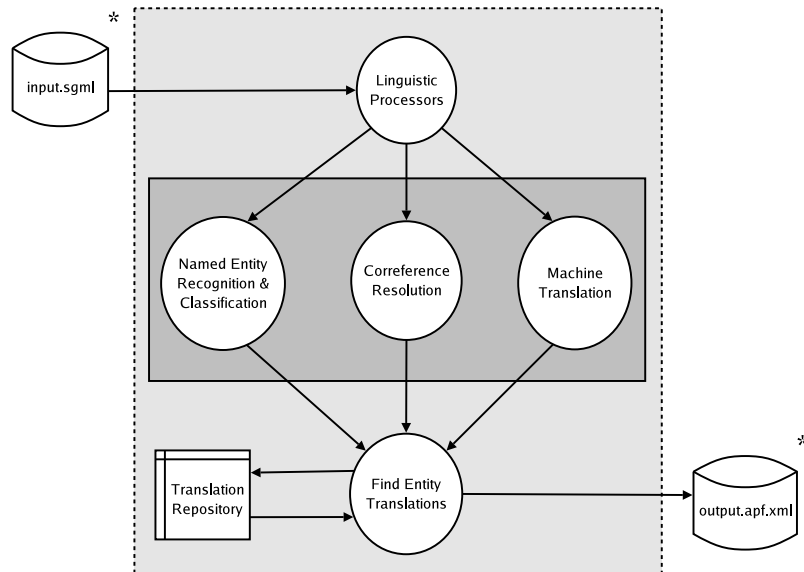 *
input.sgml
Linguistic
Processors
Named Entity
Recognition &
Classification
Correference
Resolution
Machine
Translation
Translation
Repository
Find Entity
Translations
*
output.apf.xml